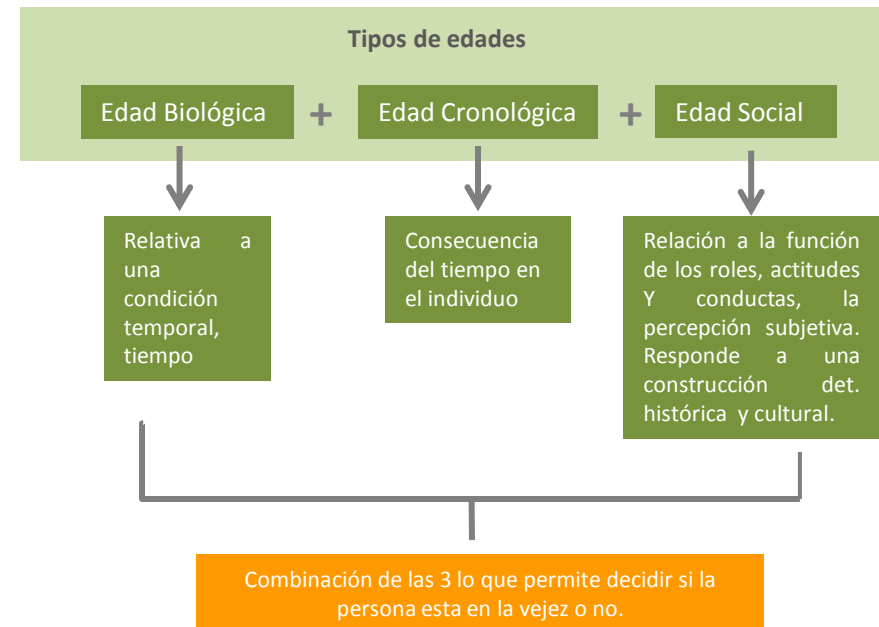 Tipos de edades
Edad Biológica + Edad Cronológica + Edad Social
Relativa a
una
condición
temporal,
tiempo
Consecuencia
del tiempo en
el individuo
Relación a la función
de los roles, actitudes
Y conductas, la
percepción subjetiva.
Responde a una
construcción det.
histórica y cultural.
Combinación de las 3 lo que permite decidir si la
persona esta en la vejez o no.